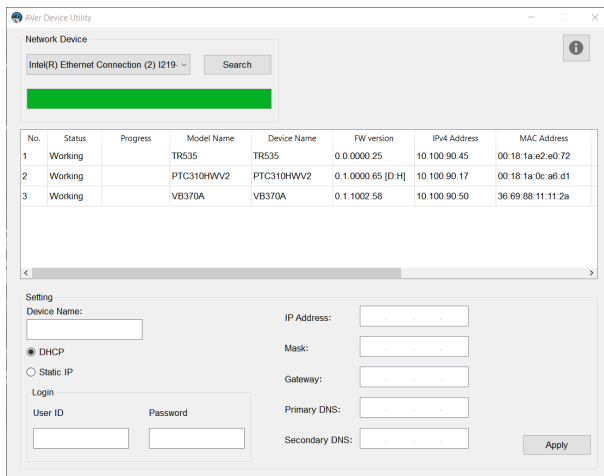 AVer Device Utility
Network Device
Intel(R) Ethernet Connection (2) I219-
Search
No. Status Progress Model Name Device Name FW version IPv4 Address MAC Address
1 Working TR535 TR535 0.0.0000.25 10.100.90.45 00:18:1a:e2:e0:72
2 Working PTC310HWV2 PTC310HWV2 0.1.0000.65 [D:H] 10.100.90.17 00:18:1a:0c:a6:d1
3 Working VB370A VB370A 0.1.1002.58 10.100.90.50 36:69:88:11:11:2a
Setting
Device Name:
DHCP
Static IP
Login
User ID Password
IP Address:
Mask:
Gateway:
Primary DNS:
Secondary DNS:
Apply